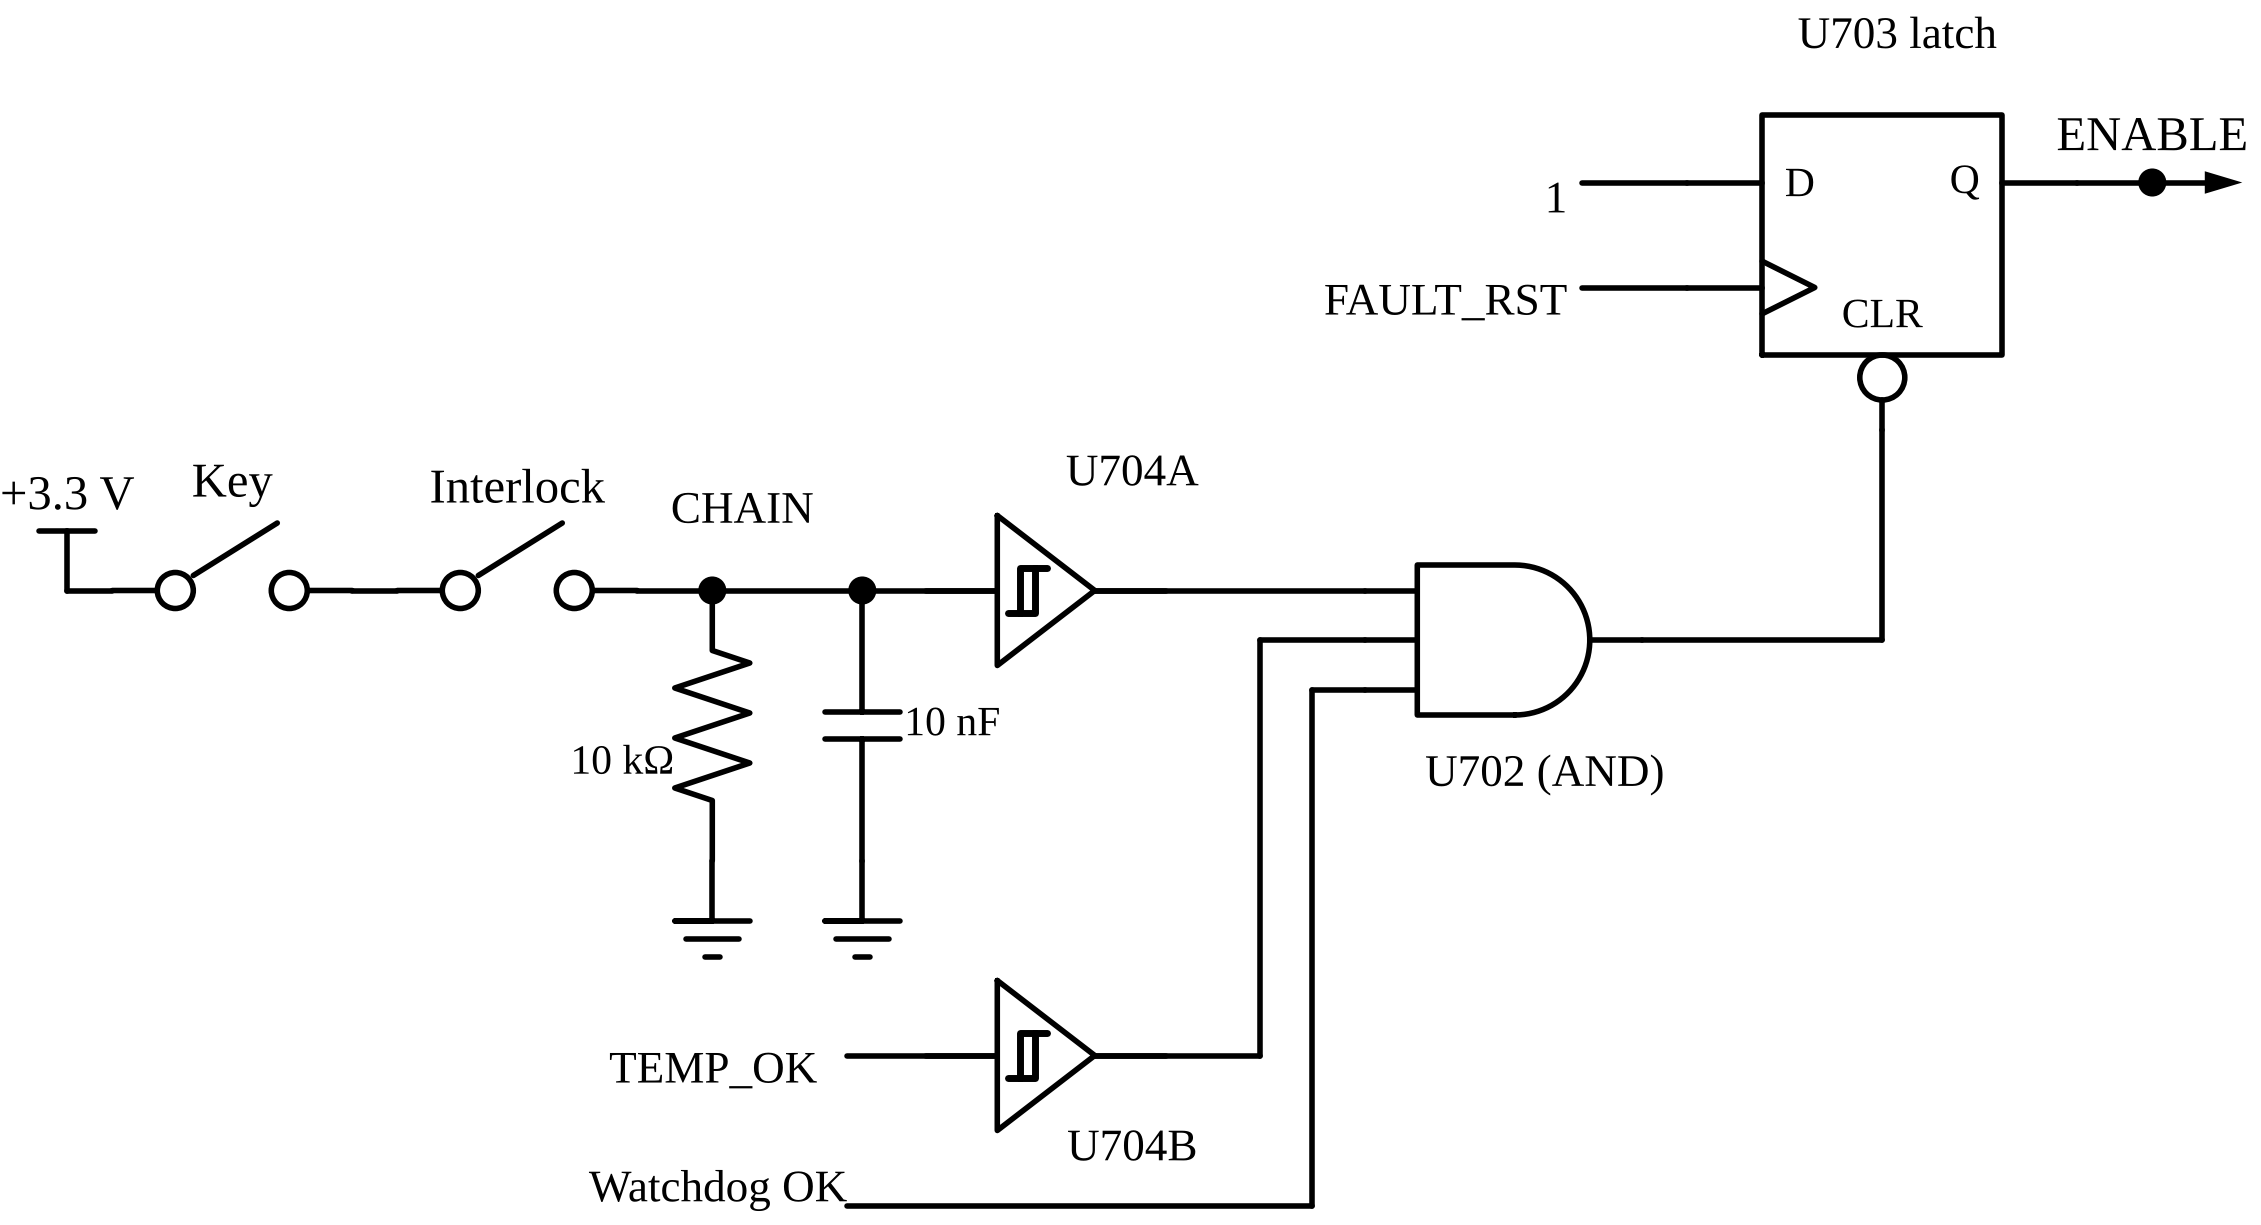 U703 latch
ENABLE
D
Q
1
FAULT_RST
CLR
+3.3 V
Key
Interlock
CHAIN
U704A
10 nF
10 kΩ
U702 (AND)
TEMP_OK
U704B
Watchdog OK